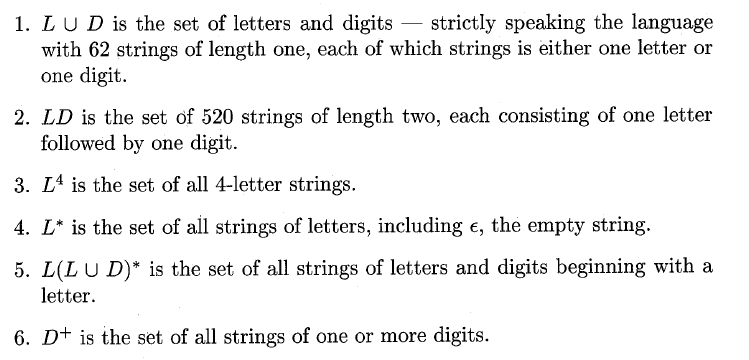 1. L ∪ D is the set of letters and digits — strictly speaking the language
with 62 strings of length one, each of which strings is either one letter or
one digit.
2. LD is the set of 520 strings of length two, each consisting of one letter
followed by one digit.
3. L⁴ is the set of all 4-letter strings.
4. L* is the set of all strings of letters, including ϵ, the empty string.
5. L(L ∪ D)* is the set of all strings of letters and digits beginning with a
letter.
6. D⁺ is the set of all strings of one or more digits.